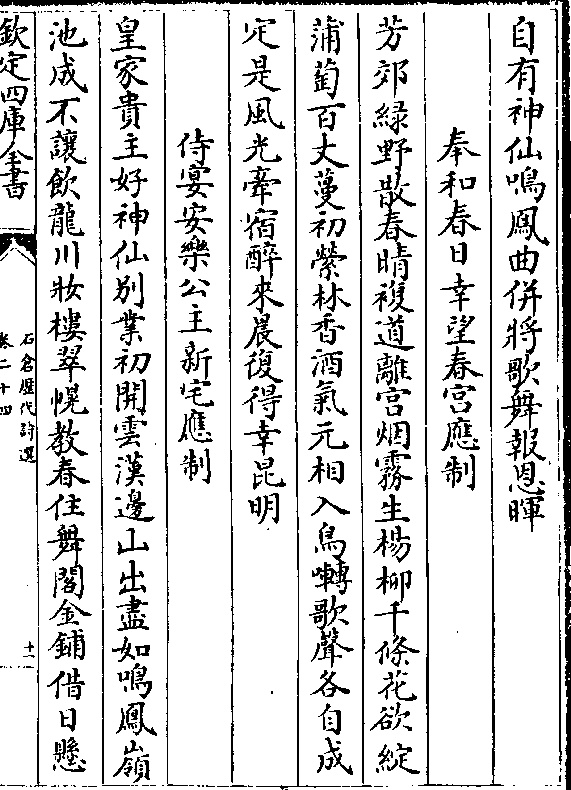 自有神仙鳴鳳曲併將歌舞報恩暉
奉和春日幸望春宮應制
芳郊緑野散春晴複道離宮烟霧生楊栁千條花欲綻
蒲萄百丈蔓初縈林香酒氣元相入鳥囀歌聲各自成
定是風光牽宿醉來晨復得幸昆明
侍宴安樂公主新宅應制
皇家貴主好神仙别業初開雲漢邊山出盡如鳴鳳嶺
池成不讓飲龍川妝樓翠幌教春住舞閣金鋪借日懸
欽定四庫全書
石倉歴代詩選
卷二十四
十一